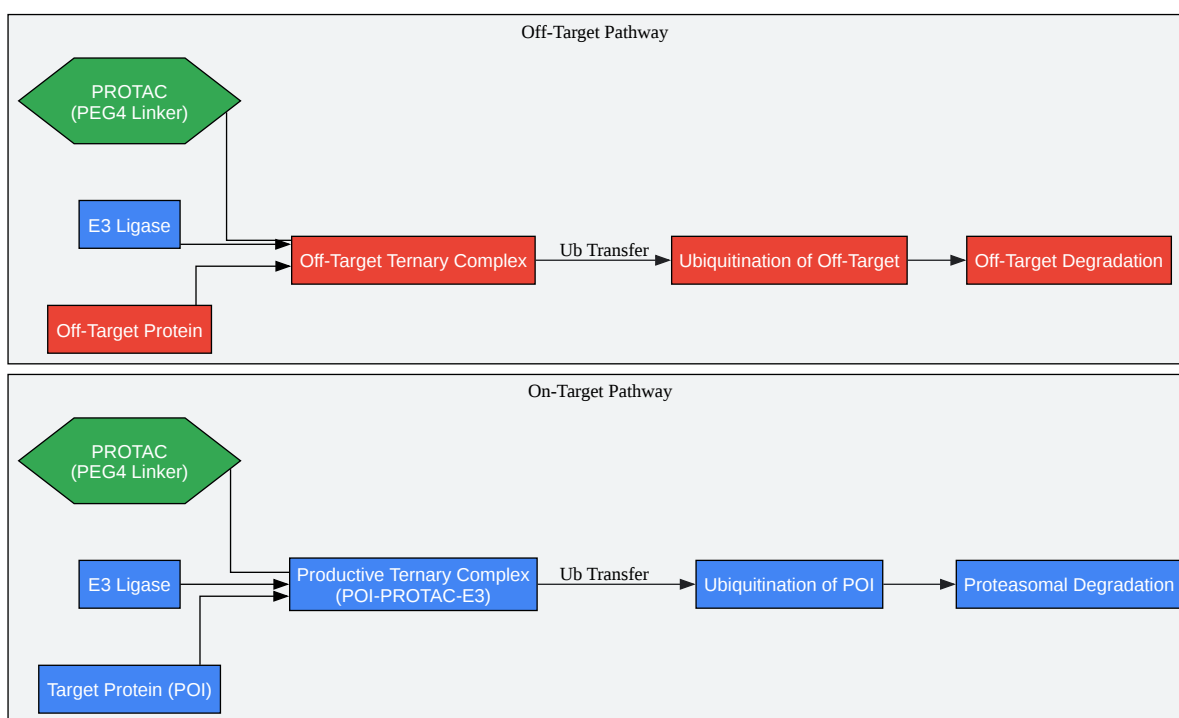 Off-Target Pathway
PROTAC
(PEG4 Linker)
E3 Ligase
Off-Target Protein
Off-Target Ternary Complex
Ub Transfer
Ubiquitination of Off-Target
Off-Target Degradation
On-Target Pathway
PROTAC
(PEG4 Linker)
E3 Ligase
Target Protein (POI)
Productive Ternary Complex
(POI-PROTAC-E3)
Ub Transfer
Ubiquitination of POI
Proteasomal Degradation